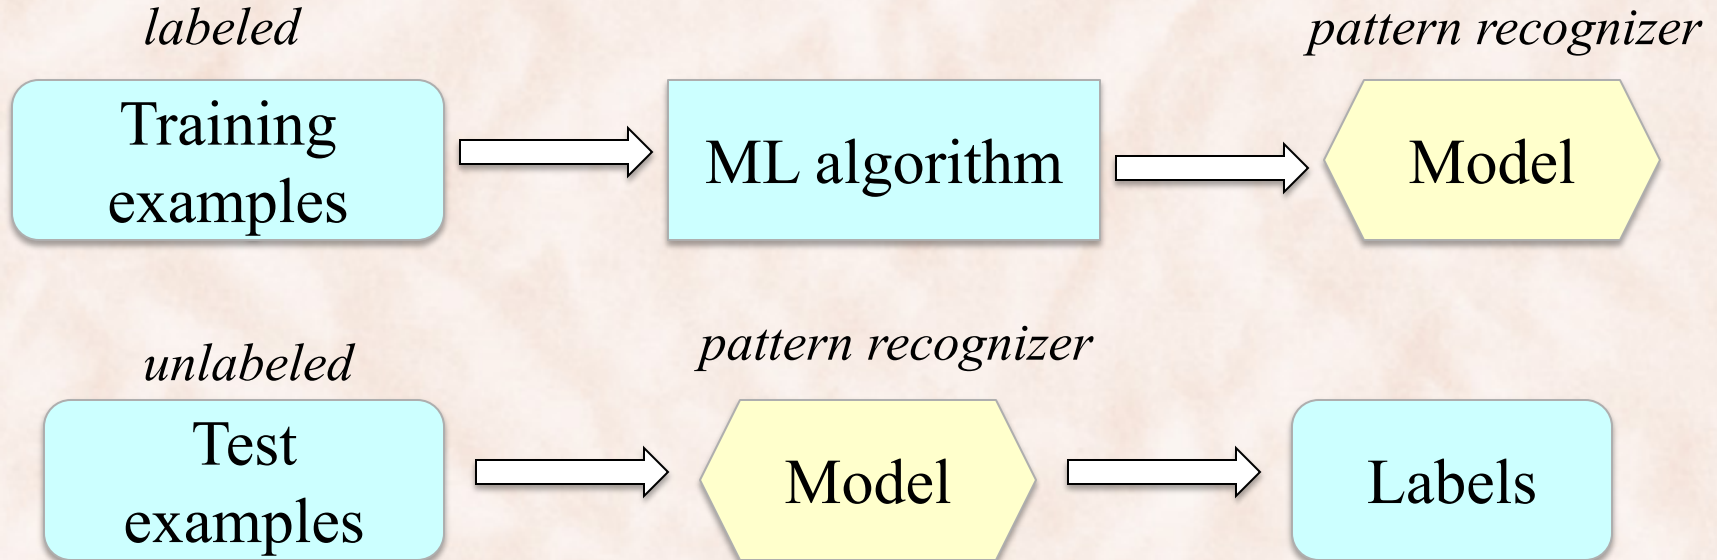 labeled
pattern recognizer
Training
examples
ML algorithm
Model
unlabeled
pattern recognizer
Test
examples
Model
Labels